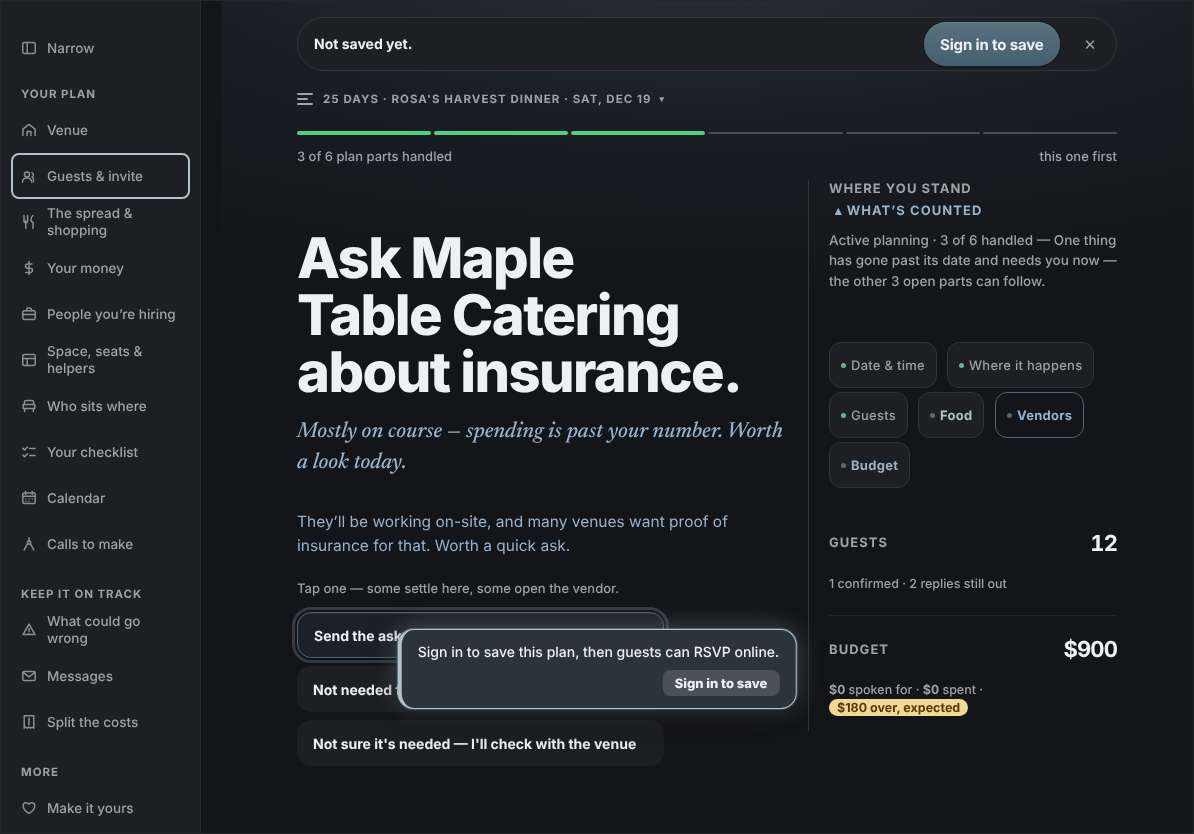 Narrow
YOUR PLAN
Venue
Guests & invite
The spread &
shopping
Your money
People you’re hiring
Space, seats &
helpers
Who sits where
Your checklist
Calendar
Calls to make
KEEP IT ON TRACK
What could go
wrong
Messages
Split the costs
MORE
Make it yours
Not saved yet.
Sign in to save ×
25 DAYS · ROSA'S HARVEST DINNER · SAT, DEC 19 ▾
3 of 6 plan parts handled
this one first
Ask Maple
Table Catering
about insurance.
Mostly on course – spending is past your number. Worth
a look today.
They’ll be working on-site, and many venues want proof of
insurance for that. Worth a quick ask.
Tap one — some settle here, some open the vendor.
Send the ask
Not needed
Sign in to save this plan, then guests can RSVP online.
Sign in to save
Not sure it's needed — I'll check with the venue
WHERE YOU STAND
▴ WHAT’S COUNTED
Active planning · 3 of 6 handled — One thing
has gone past its date and needs you now —
the other 3 open parts can follow.
Date & time
Where it happens
Guests
Food
Vendors
Budget
GUESTS 12
1 confirmed · 2 replies still out
BUDGET $900
$0 spoken for · $0 spent ·
$180 over, expected